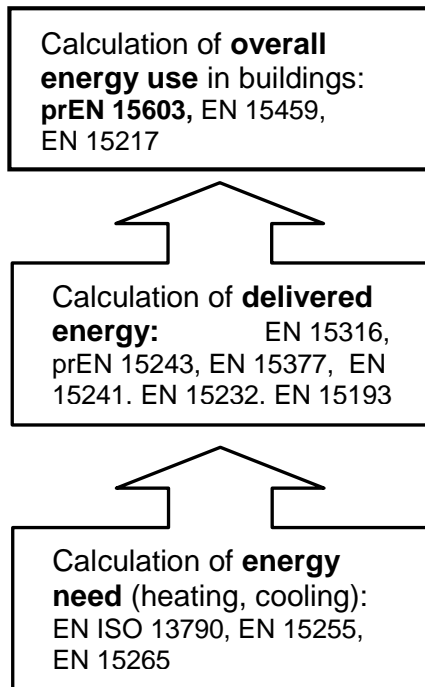 Calculation of overall
energy use in buildings:
prEN 15603, EN 15459,
EN 15217
Calculation of delivered
energy: EN 15316,
prEN 15243, EN 15377, EN
15241. EN 15232. EN 15193
Calculation of energy
need (heating, cooling):
EN ISO 13790, EN 15255,
EN 15265